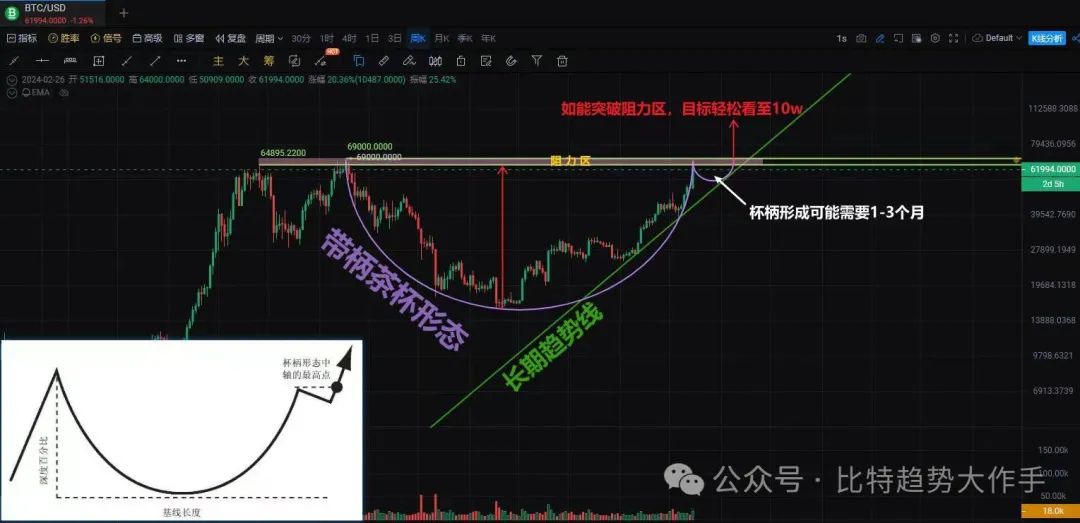 BTC/USD
61994.0000 -1.26%
指标 胜率 信号 高级 多窗 复盘 周期 30分 1时 4时 1日 3日 周K 月K 季K 年K 1s Default K线分析
主 大 筹 HOT
2024-02-26 开 51516.0000 高 64000.0000 低 50909.0000 收 61994.0000 涨幅 20.36%(10487.0000) 振幅 25.42%
EMA
如能突破阻力区，目标轻松看至10w
112588.3088
79436.0956
64895.2200
69000.0000
69000.0000
阻力区
61994.0000
2d 5h
杯柄形成可能需要1-3个月
39542.7690
27899.1949
19684.1318
13888.0368
9798.6321
6913.3739
带柄茶杯形态
长期趋势线
杯柄形态中
轴的最高点
深度百分比
基线长度
150.00k
100.00k
50.00k
18.0k
公众号·比特趋势大作手